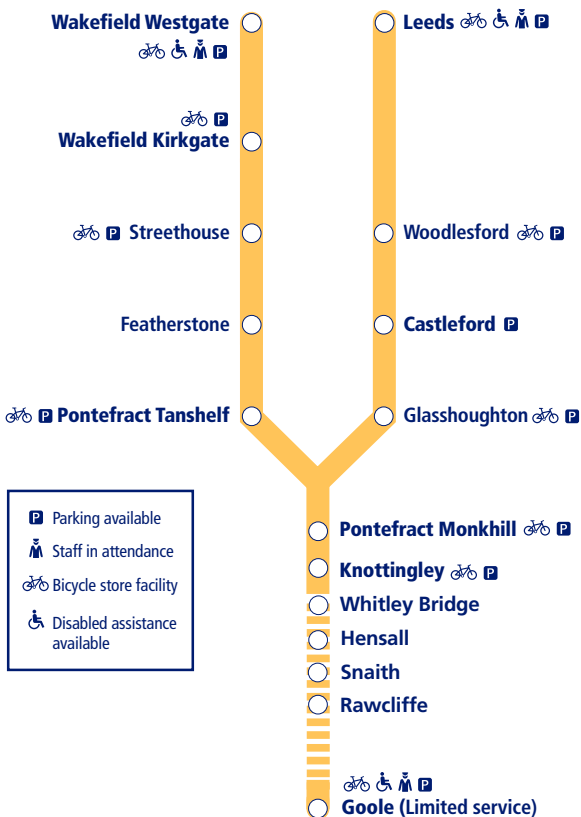 Wakefield Westgate
P
Leeds P
P
Wakefield Kirkgate
P Streethouse
Woodlesford P
Featherstone
Castleford P
P Pontefract Tanshelf
Glasshoughton P
P Parking available
Staff in attendance
Bicycle store facility
Disabled assistance
available
Pontefract Monkhill P
Knottingley P
Whitley Bridge
Hensall
Snaith
Rawcliffe
P
Goole (Limited service)